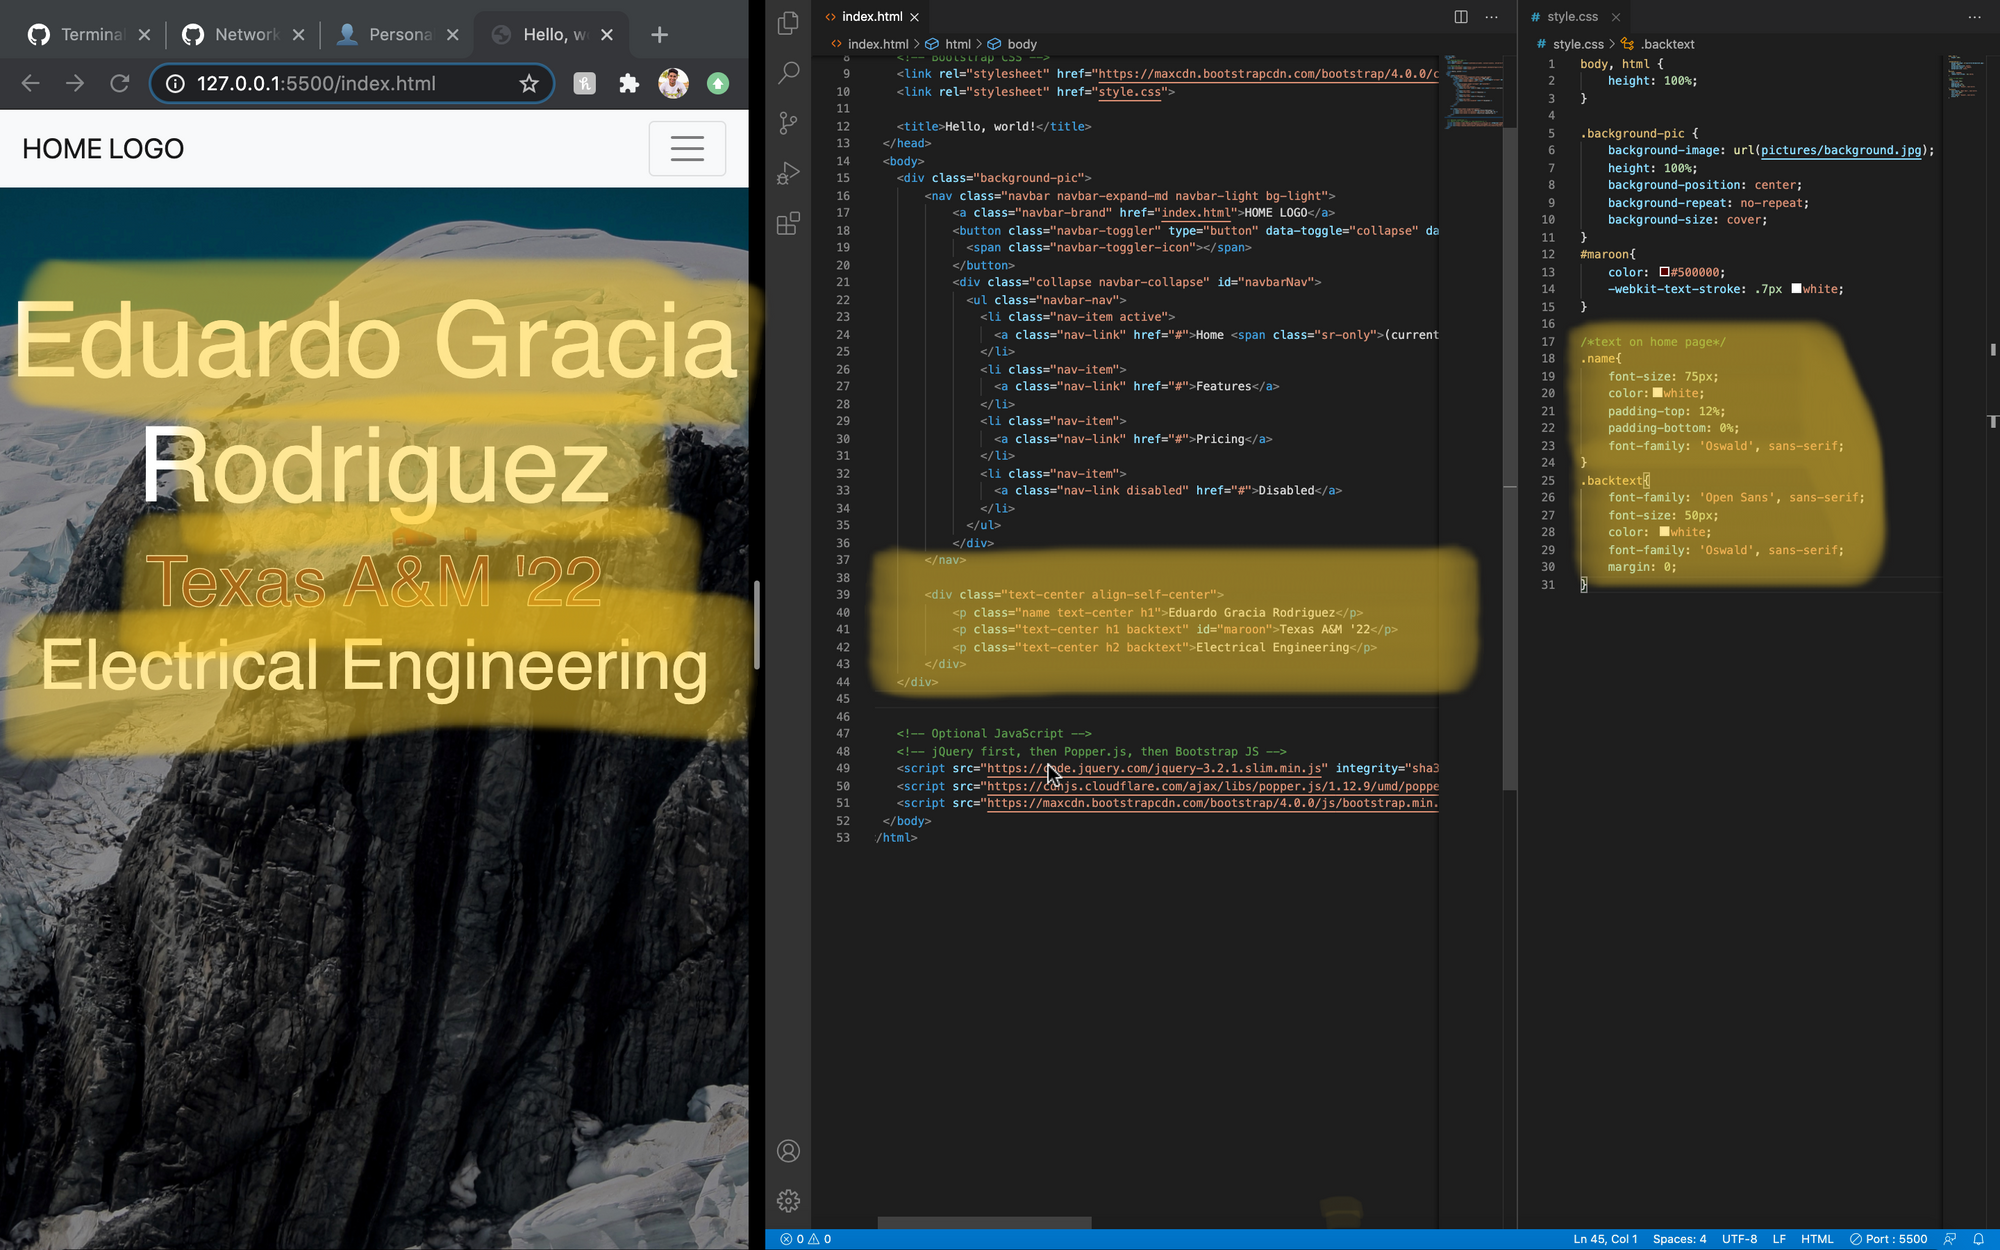 Terminal
Network
Persona
Hello, w
127.0.0.1:5500/index.html
HOME LOGO
Eduardo Gracia
Rodriguez
Texas A&M '22
Electrical Engineering
index.html
index.html > html > body
8 <!-- Bootstrap CSS -->
9 <link rel="stylesheet" href="https://maxcdn.bootstrapcdn.com/bootstrap/4.0.0/c
10 <link rel="stylesheet" href="style.css">
11
12 <title>Hello, world!</title>
13 </head>
14 <body>
15 <div class="background-pic">
16 <nav class="navbar navbar-expand-md navbar-light bg-light">
17 <a class="navbar-brand" href="index.html">HOME LOGO</a>
18 <button class="navbar-toggler" type="button" data-toggle="collapse" da
19 <span class="navbar-toggler-icon"></span>
20 </button>
21 <div class="collapse navbar-collapse" id="navbarNav">
22 <ul class="navbar-nav">
23 <li class="nav-item active">
24 <a class="nav-link" href="#">Home <span class="sr-only">(current
25 </li>
26 <li class="nav-item">
27 <a class="nav-link" href="#">Features</a>
28 </li>
29 <li class="nav-item">
30 <a class="nav-link" href="#">Pricing</a>
31 </li>
32 <li class="nav-item">
33 <a class="nav-link disabled" href="#">Disabled</a>
34 </li>
35 </ul>
36 </div>
37 </nav>
38
39 <div class="text-center align-self-center">
40 <p class="name text-center h1">Eduardo Gracia Rodriguez</p>
41 <p class="text-center h1 backtext" id="maroon">Texas A&M '22</p>
42 <p class="text-center h2 backtext">Electrical Engineering</p>
43 </div>
44 </div>
45
46
47 <!-- Optional JavaScript -->
48 <!-- jQuery first, then Popper.js, then Bootstrap JS -->
49 <script src="https://code.jquery.com/jquery-3.2.1.slim.min.js" integrity="sha3
50 <script src="https://cdnjs.cloudflare.com/ajax/libs/popper.js/1.12.9/umd/poppe
51 <script src="https://maxcdn.bootstrapcdn.com/bootstrap/4.0.0/js/bootstrap.min.
52 </body>
53 /html>
# style.css
# style.css > .backtext
1 body, html {
2 height: 100%;
3 }
4
5 .background-pic {
6 background-image: url(pictures/background.jpg);
7 height: 100%;
8 background-position: center;
9 background-repeat: no-repeat;
10 background-size: cover;
11 }
12 #maroon{
13 color: #500000;
14 -webkit-text-stroke: .7px white;
15 }
16
17 /*text on home page*/
18 .name{
19 font-size: 75px;
20 color: white;
21 padding-top: 12%;
22 padding-bottom: 0%;
23 font-family: 'Oswald', sans-serif;
24 }
25 .backtext{
26 font-family: 'Open Sans', sans-serif;
27 font-size: 50px;
28 color: white;
29 font-family: 'Oswald', sans-serif;
30 margin: 0;
31 }
0 0 Ln 45, Col 1 Spaces: 4 UTF-8 LF HTML Port : 5500